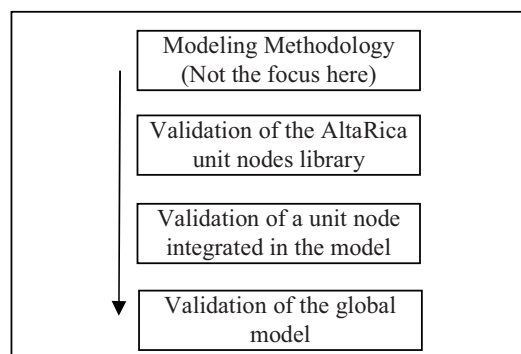 Modeling Methodology
(Not the focus here)
Validation of the AltaRica
unit nodes library
Validation of a unit node
integrated in the model
Validation of the global
model